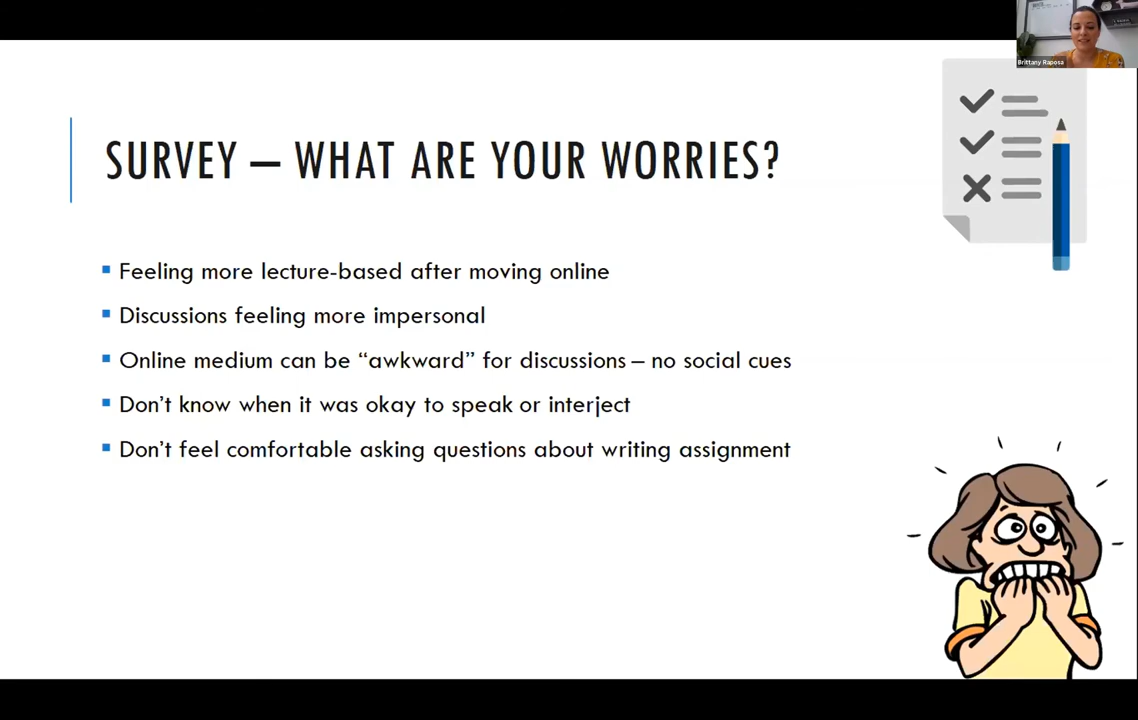 Brittany Raposa
SURVEY – WHAT ARE YOUR WORRIES?
Feeling more lecture-based after moving online
Discussions feeling more impersonal
Online medium can be “awkward” for discussions – no social cues
Don’t know when it was okay to speak or interject
Don’t feel comfortable asking questions about writing assignment